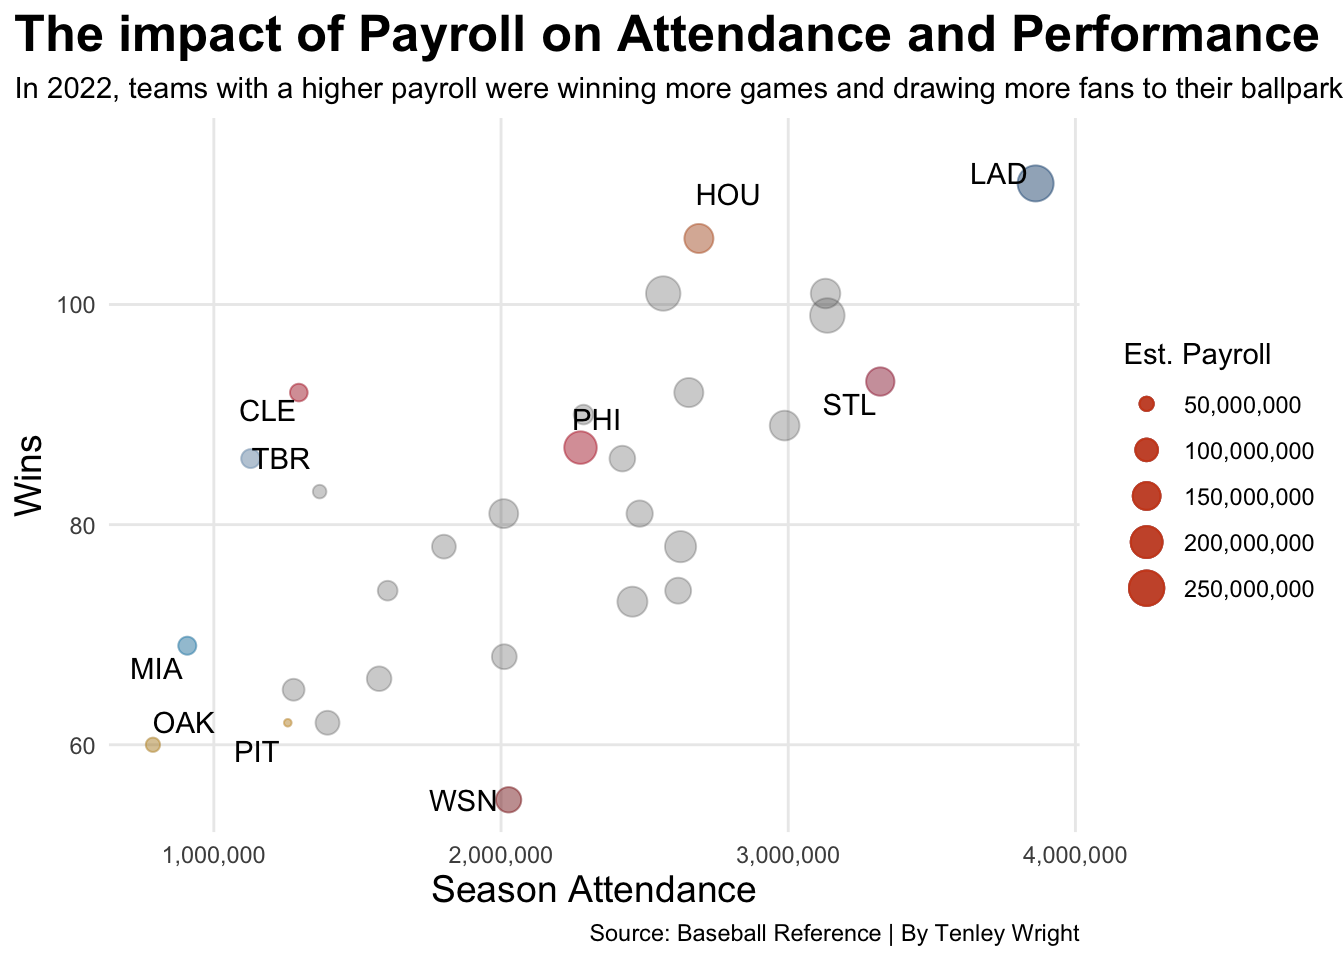 The impact of Payroll on Attendance and Performance
In 2022, teams with a higher payroll were winning more games and drawing more fans to their ballpark
LAD
HOU
100
Est. Payroll
CLE
STL
50,000,000
PHI
100,000,000
TBR
Wins
150,000,000
80
200,000,000
250,000,000
MIA
OAK
60
PIT
WSN
1,000,000
2,000,000
3,000,000
4,000,000
Season Attendance
Source: Baseball Reference | By Tenley Wright